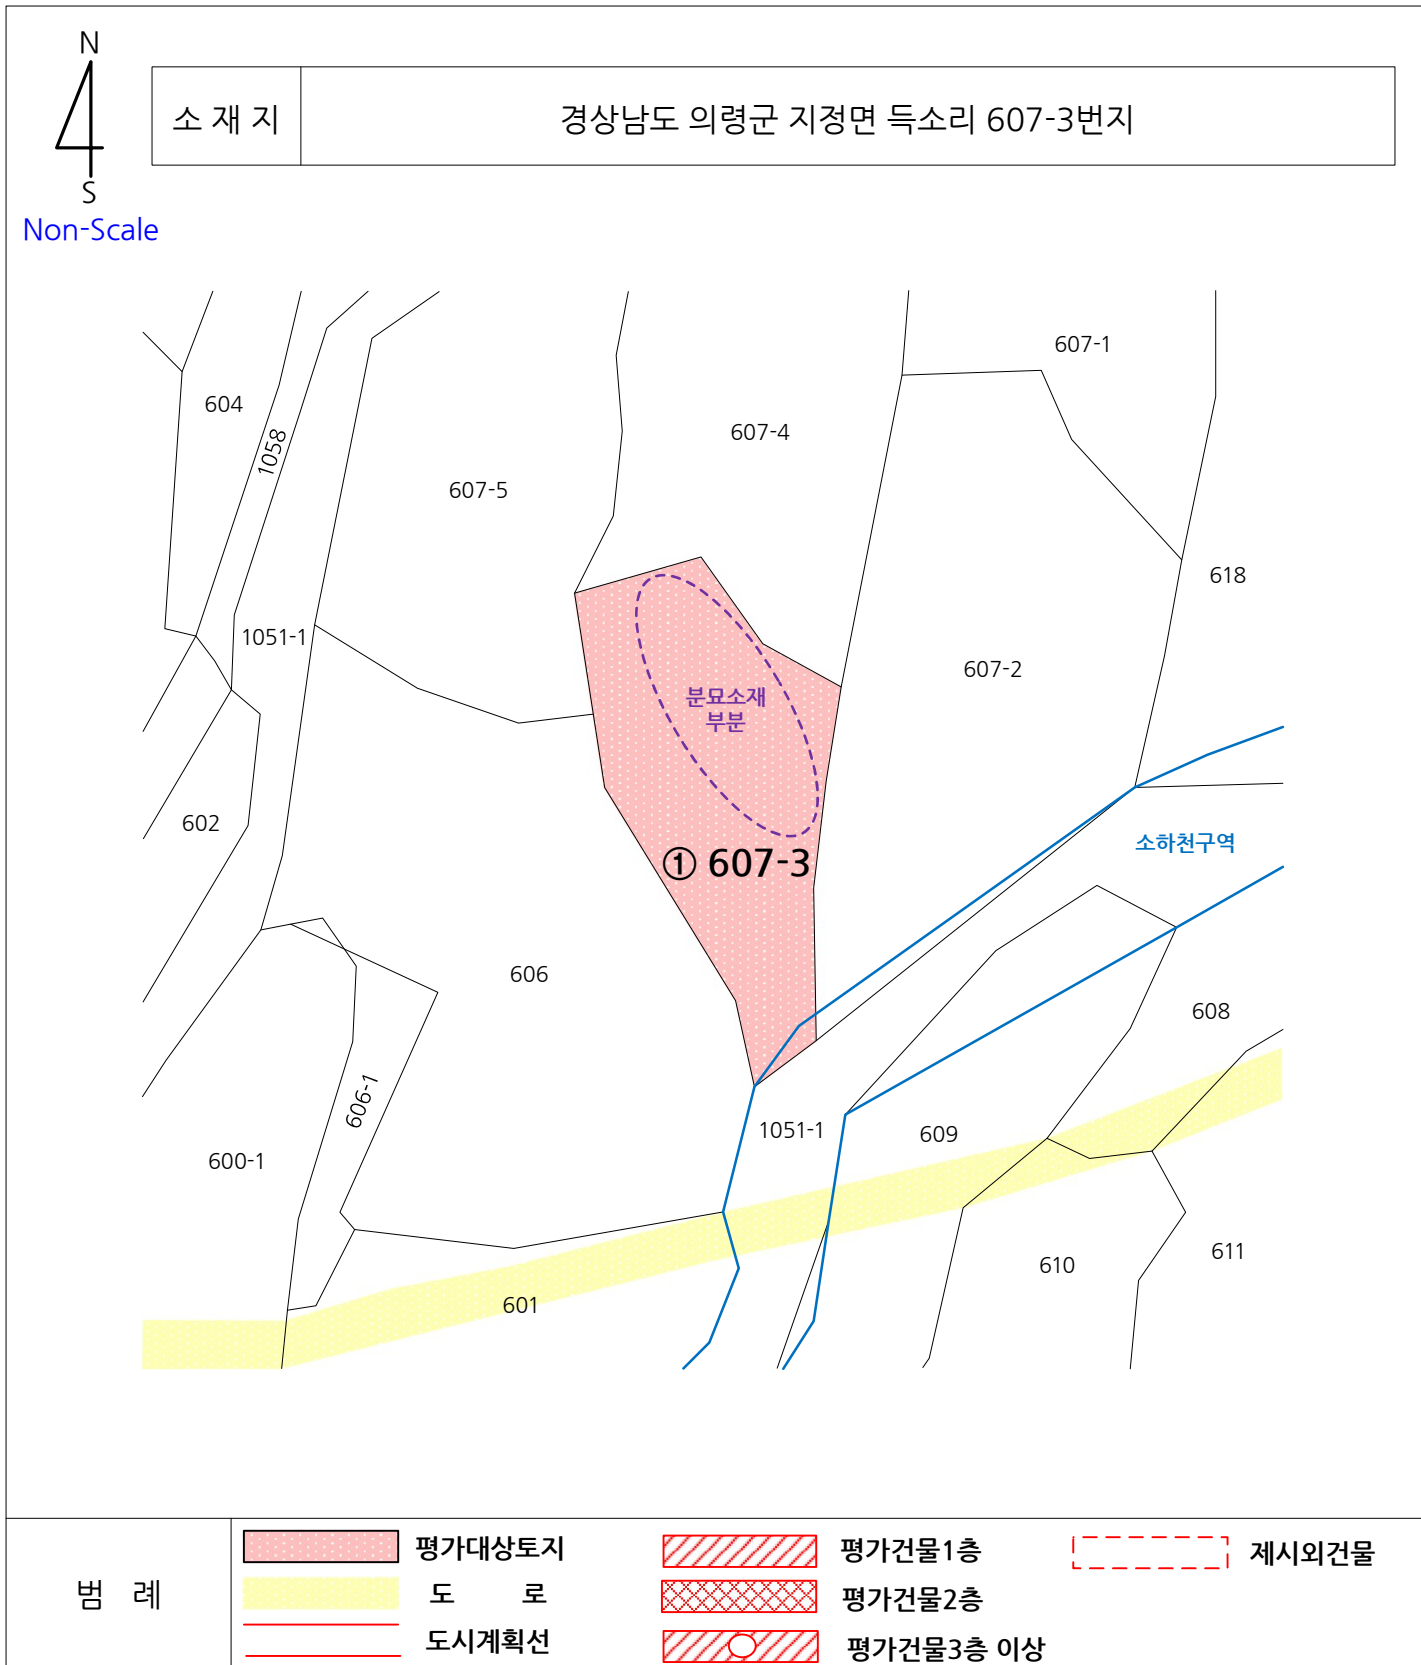 N
S
Non-Scale
소 재 지
경상남도 의령군 지정면 득소리 607-3번지
607-1
604
607-4
1058
607-5
618
1051-1
607-2
분묘소재
부분
602
소하천구역
① 607-3
606
608
606-1
1051-1
609
600-1
611
610
601
범 례
평가대상토지
도 로
도시계획선
평가건물1층
평가건물2층
평가건물3층 이상
제시외건물